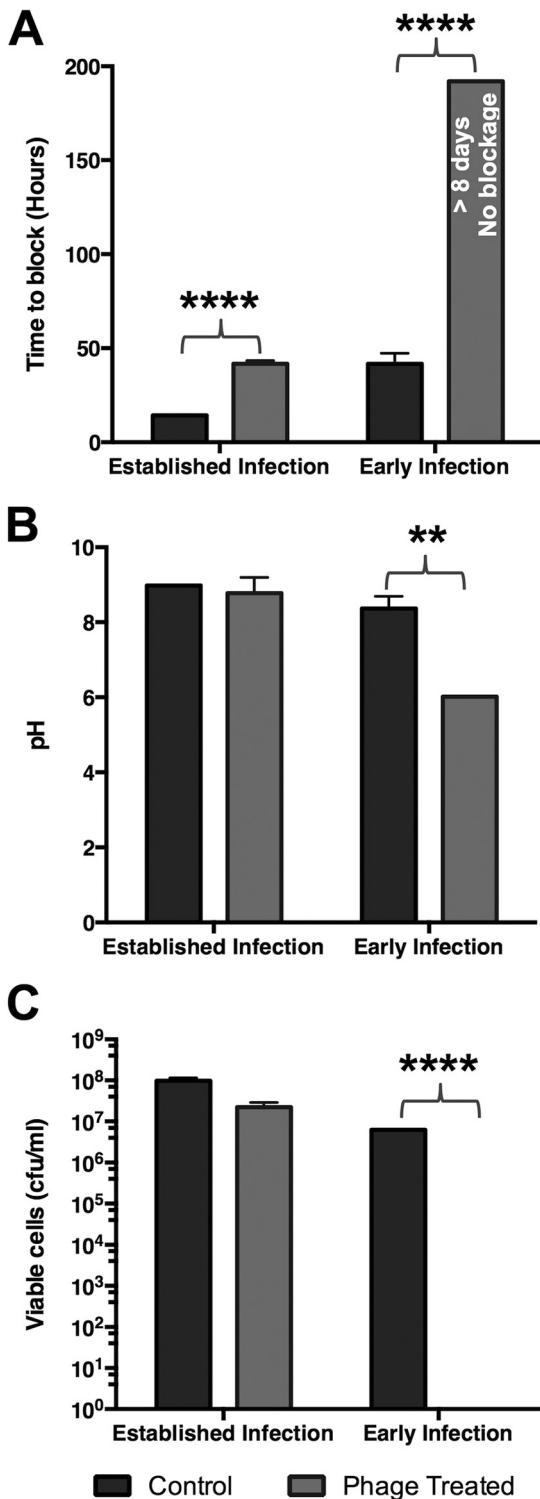 A
****
****
200
150
100
50
0
Time to block (Hours)
> 8 days
No blockage
Established Infection Early Infection
B
**
10
8
6
4
2
0
pH
Established Infection Early Infection
C
****
10⁹
10⁸
10⁷
10⁶
10⁵
10⁴
10³
10²
10¹
10⁰
Viable cells (cfu/ml)
Established Infection Early Infection
Control Phage Treated